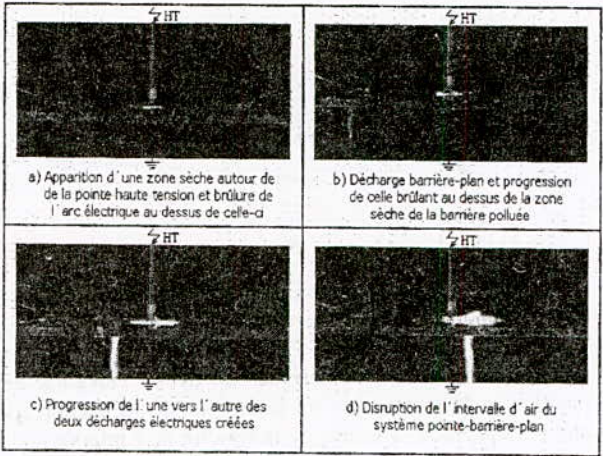 HT
HT
a) Apparition d'une zone sèche autour de
de la pointe haute tension et brûlure de
l'arc électrique au dessus de celle-ci
b) Décharge barrière-plan et progression
de celle brûlant au dessus de la zone
sèche de la barrière polluée
HT
HT
c) Progression de l'une vers l'autre des
deux décharges électriques créées
d) Disruption de l'intervalle d'air du
système pointe-barrière-plan